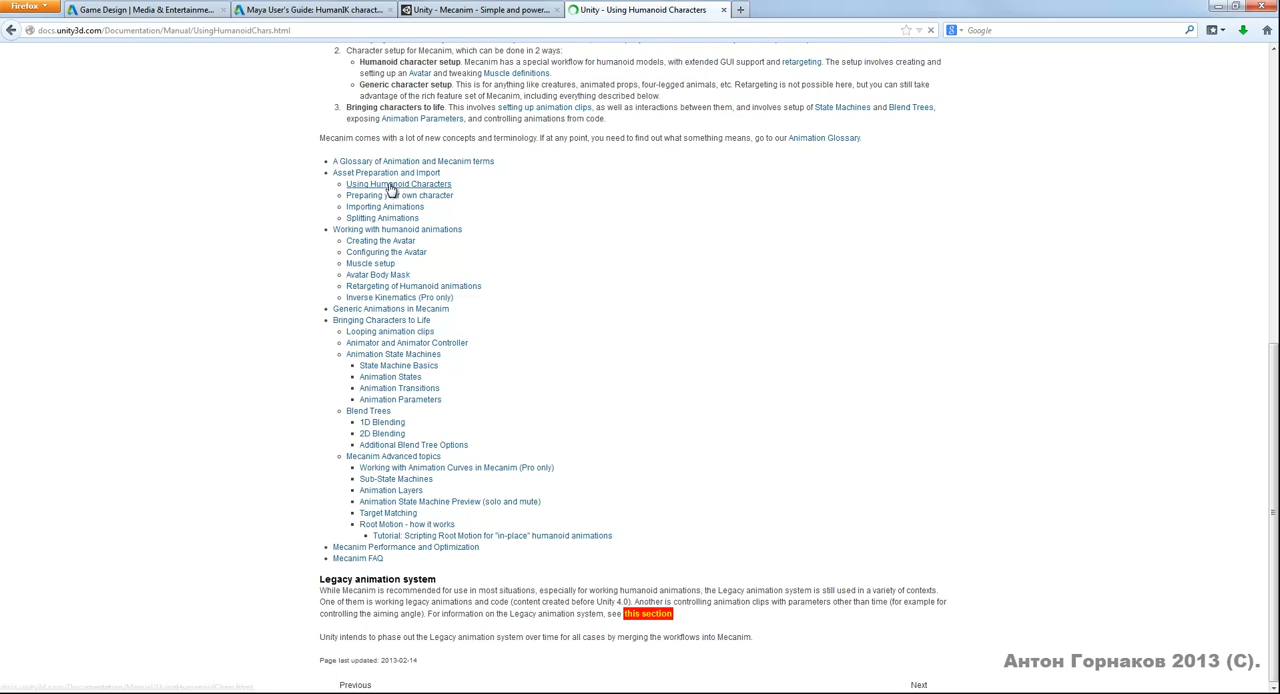 Firefox
Game Design | Media & Entertainme...
Maya User's Guide: HumanIK charact...
Unity - Mecanim - Simple and power...
Unity - Using Humanoid Characters
docs.unity3d.com/Documentation/Manual/UsingHumanoidChars.html
Google
2. Character setup for Mecanim, which can be done in 2 ways:
Humanoid character setup. Mecanim has a special workflow for humanoid models, with extended GUI support and retargeting. The setup involves creating and
setting up an Avatar and tweaking Muscle definitions.
Generic character setup. This is for anything like creatures, animated props, four-legged animals, etc. Retargeting is not possible here, but you can still take
advantage of the rich feature set of Mecanim, including everything described below.
3. Bringing characters to life. This involves setting up animation clips, as well as interactions between them, and involves setup of State Machines and Blend Trees,
exposing Animation Parameters, and controlling animations from code.
Mecanim comes with a lot of new concepts and terminology. If at any point, you need to find out what something means, go to our Animation Glossary.
A Glossary of Animation and Mecanim terms
Asset Preparation and Import
Using Humanoid Characters
Preparing your own character
Importing Animations
Splitting Animations
Working with humanoid animations
Creating the Avatar
Configuring the Avatar
Muscle setup
Avatar Body Mask
Retargeting of Humanoid animations
Inverse Kinematics (Pro only)
Generic Animations in Mecanim
Bringing Characters to Life
Looping animation clips
Animator and Animator Controller
Animation State Machines
State Machine Basics
Animation States
Animation Transitions
Animation Parameters
Blend Trees
1D Blending
2D Blending
Additional Blend Tree Options
Mecanim Advanced topics
Working with Animation Curves in Mecanim (Pro only)
Sub-State Machines
Animation Layers
Animation State Machine Preview (solo and mute)
Target Matching
Root Motion - how it works
Tutorial: Scripting Root Motion for "in-place" humanoid animations
Mecanim Performance and Optimization
Mecanim FAQ
Legacy animation system
While Mecanim is recommended for use in most situations, especially for working humanoid animations, the Legacy animation system is still used in a variety of contexts.
One of them is working legacy animations and code (content created before Unity 4.0). Another is controlling animation clips with parameters other than time (for example for
controlling the aiming angle). For information on the Legacy animation system, see this section
Unity intends to phase out the Legacy animation system over time for all cases by merging the workflows into Mecanim.
Page last updated: 2013-02-14
Антон Горнаков 2013 (С).
Previous
Next